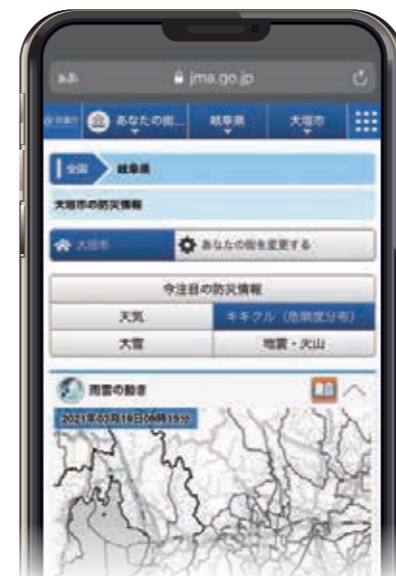 ぁあ jma.go.jp
あなたの街... 岐阜県 大垣市
全国 岐阜県
大垣市の防災情報
大垣市 あなたの街を変更する
今注目の防災情報
天気 キキクル（危険度分布）
大雪 地震・火山
雨雲の動き
2021年03月19日09時15分